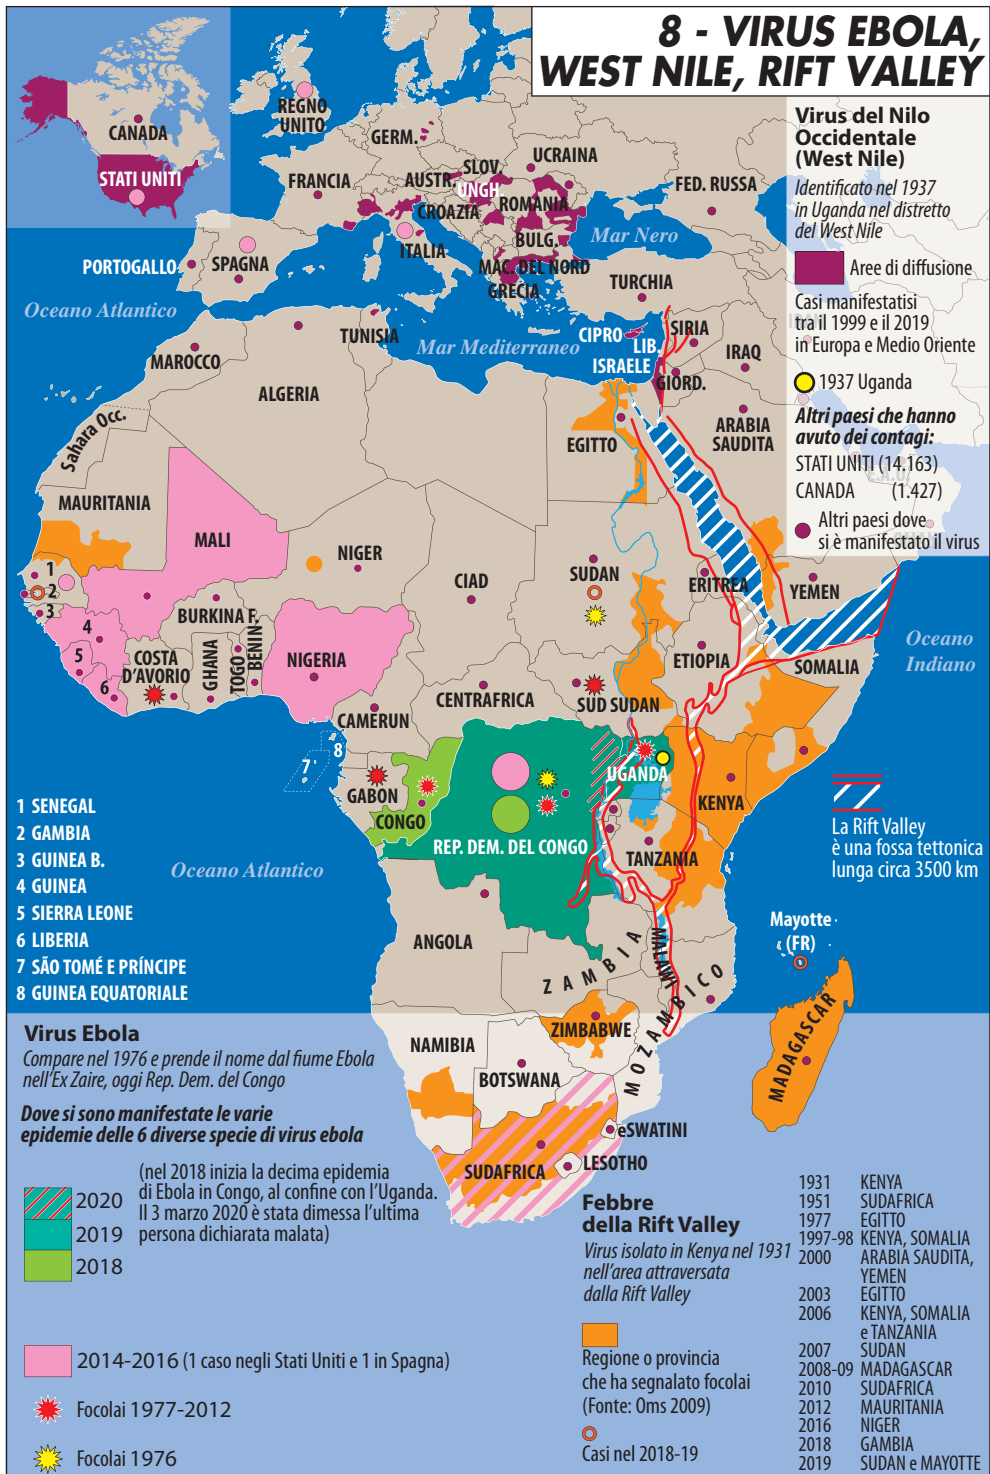 8 - VIRUS EBOLA,
WEST NILE, RIFT VALLEY
Virus del Nilo
Occidentale
(West Nile)
Identificato nel 1937
in Uganda nel distretto
del West Nile
Aree di diffusione
Casi manifestatisi
tra il 1999 e il 2019
in Europa e Medio Oriente
1937 Uganda
Altri paesi che hanno
avuto dei contagi:
STATI UNITI (14.163)
CANADA (1.427)
Altri paesi dove
si è manifestato il virus
CANADA
STATI UNITI
REGNO
UNITO
GERM.
FRANCIA
AUSTR.
SLOV.
UNGH.
UCRAINA
CROAZIA
ROMANIA
FED. RUSSA
ITALIA
BULG.
Mar Nero
PORTOGALLO
SPAGNA
MAC. DEL NORD
GRECIA
TURCHIA
Oceano Atlantico
TUNISIA
Mar Mediterraneo
CIPRO
LIB.
SIRIA
ISRAELE
IRAQ
MAROCCO
GIORD.
ALGERIA
Sahara Occ.
EGITTO
ARABIA
SAUDITA
E.A.U.
MAURITANIA
MALI
NIGER
CIAD
SUDAN
ERITREA
YEMEN
1
2
3
4
5
6
BURKINA F.
COSTA
D'AVORIO
GHANA
TOGO
BENIN
NIGERIA
CENTRAFRICA
SUD SUDAN
ETIOPIA
SOMALIA
Oceano
Indiano
CAMERUN
8
7
GABON
CONGO
REP. DEM. DEL CONGO
UGANDA
KENYA
TANZANIA
La Rift Valley
è una fossa tettonica
lunga circa 3500 km
1 SENEGAL
2 GAMBIA
3 GUINEA B.
4 GUINEA
5 SIERRA LEONE
6 LIBERIA
7 SÃO TOMÉ E PRÍNCIPE
8 GUINEA EQUATORIALE
Oceano Atlantico
ANGOLA
ZAMBIA
MALAWI
MOZAMBICO
Mayotte
(FR)
MADAGASCAR
NAMIBIA
ZIMBABWE
BOTSWANA
eSWATINI
SUDAFRICA
LESOTHO
Virus Ebola
Compare nel 1976 e prende il nome dal fiume Ebola
nell'Ex Zaire, oggi Rep. Dem. del Congo
Dove si sono manifestate le varie
epidemie delle 6 diverse specie di virus ebola
2020
2019
2018
(nel 2018 inizia la decima epidemia
di Ebola in Congo, al confine con l'Uganda.
Il 3 marzo 2020 è stata dimessa l'ultima
persona dichiarata malata)
2014-2016 (1 caso negli Stati Uniti e 1 in Spagna)
Focolai 1977-2012
Focolai 1976
Febbre
della Rift Valley
Virus isolato in Kenya nel 1931
nell'area attraversata
dalla Rift Valley
Regione o provincia
che ha segnalato focolai
(Fonte: Oms 2009)
Casi nel 2018-19
1931 KENYA
1951 SUDAFRICA
1977 EGITTO
1997-98 KENYA, SOMALIA
2000 ARABIA SAUDITA,
YEMEN
2003 EGITTO
2006 KENYA, SOMALIA
e TANZANIA
2007 SUDAN
2008-09 MADAGASCAR
2010 SUDAFRICA
2012 MAURITANIA
2016 NIGER
2018 GAMBIA
2019 SUDAN e MAYOTTE